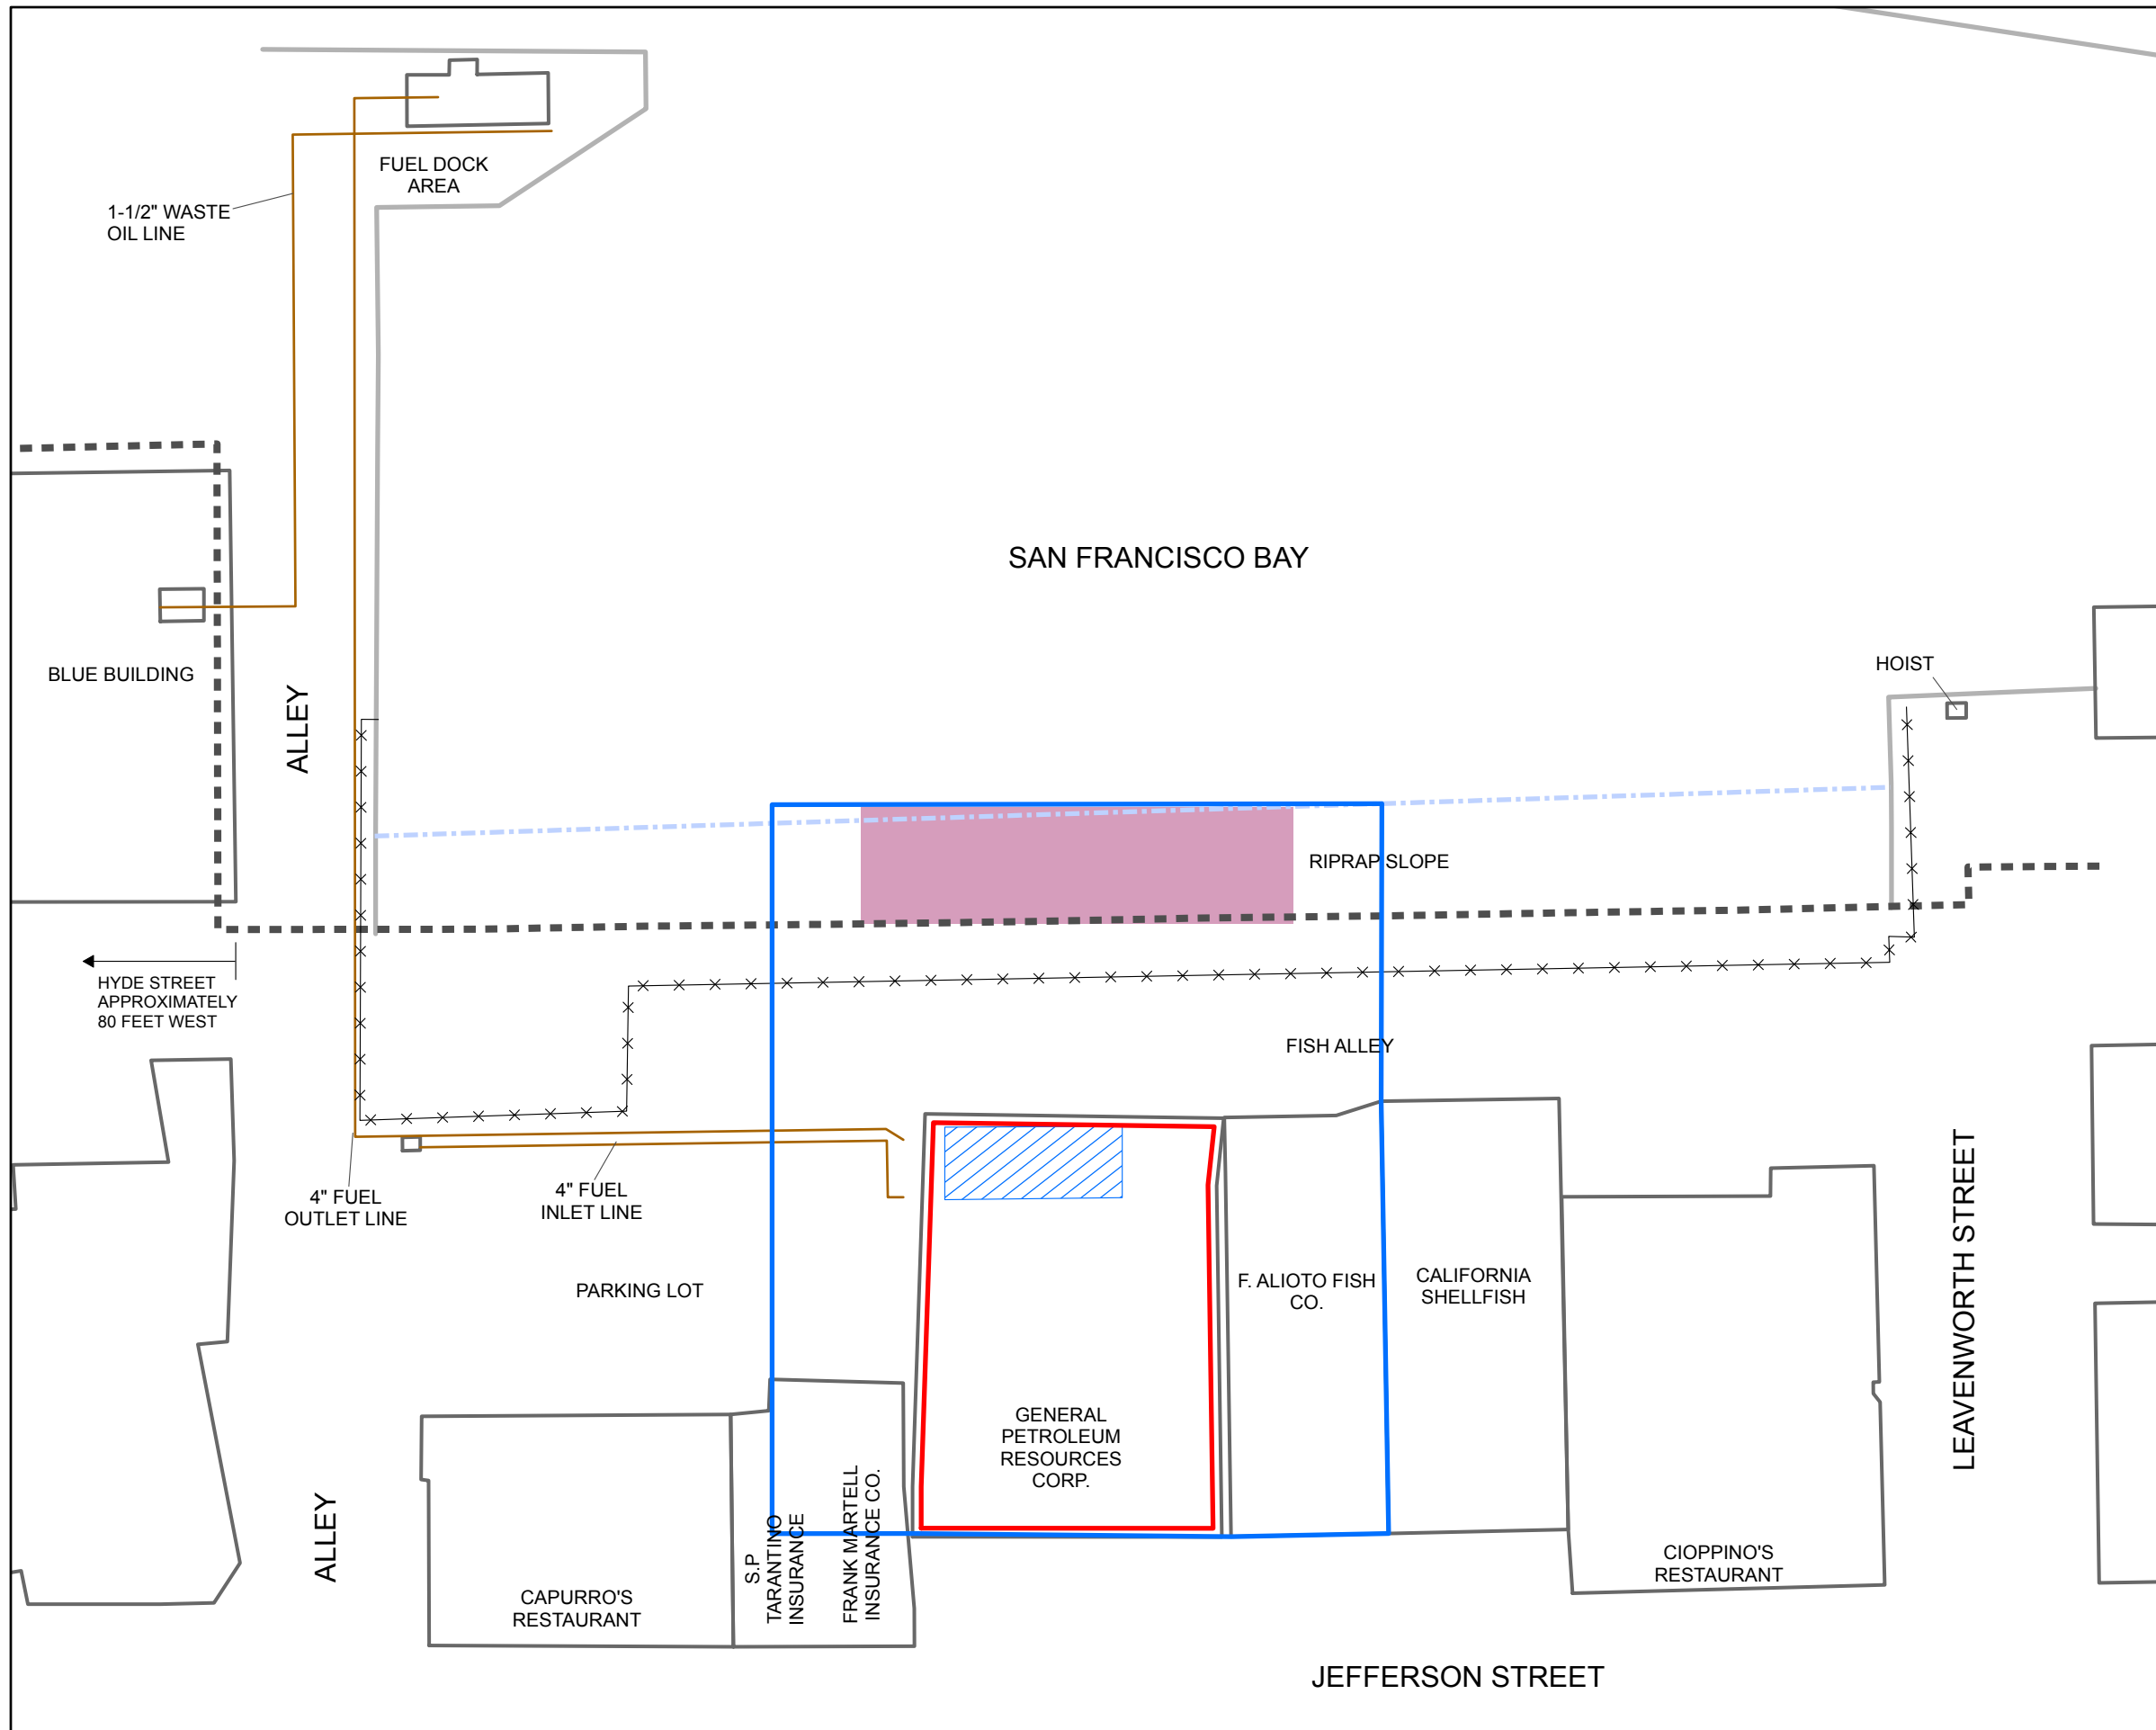 FUEL DOCK
AREA
1-1/2" WASTE
OIL LINE
SAN FRANCISCO BAY
HOIST
BLUE BUILDING
ALLEY
RIPRAP SLOPE
HYDE STREET
APPROXIMATELY
80 FEET WEST
FISH ALLEY
4" FUEL
OUTLET LINE
4" FUEL
INLET LINE
PARKING LOT
F. ALIOTO FISH
CO.
CALIFORNIA
SHELLFISH
LEAVENWORTH STREET
GENERAL
PETROLEUM
RESOURCES
CORP.
ALLEY
CAPURRO'S
RESTAURANT
S.P
TARANTINO
INSURANCE
FRANK MARTELL
INSURANCE CO.
CIOPPINO'S
RESTAURANT
JEFFERSON STREET